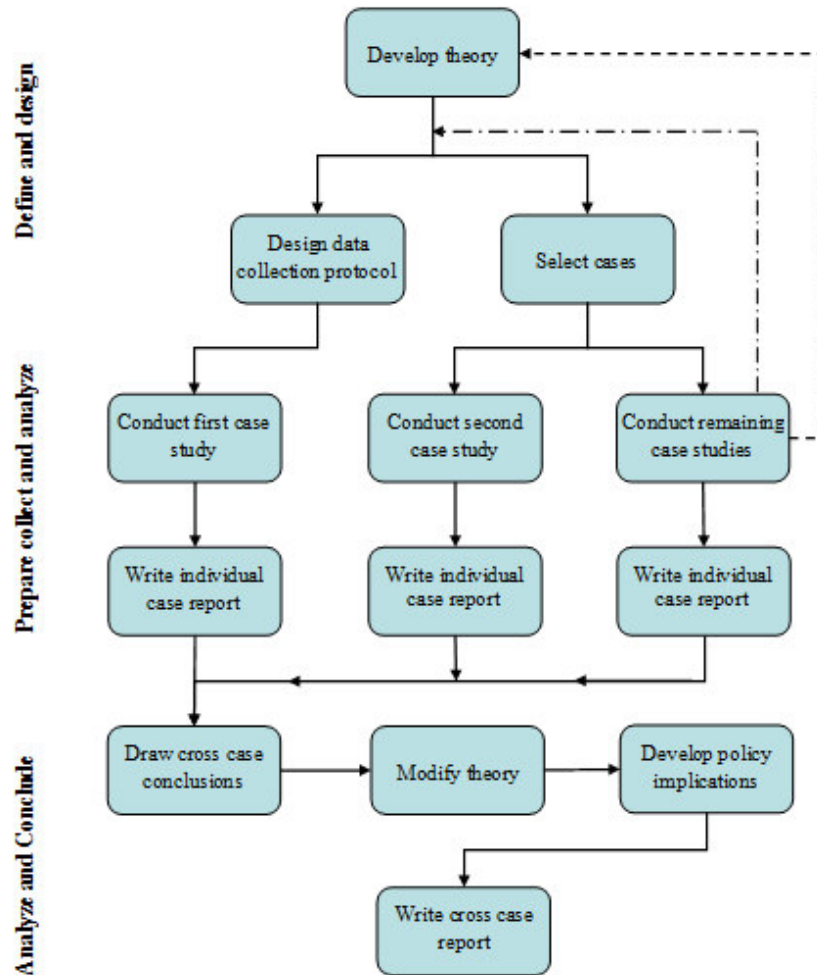 Define and design
Develop theory
Design data
collection protocol
Select cases
Prepare collect and analyze
Conduct first case
study
Conduct second
case study
Conduct remaining
case studies
Write individual
case report
Write individual
case report
Write individual
case report
Analyze and Conclude
Draw cross case
conclusions
Modify theory
Develop policy
implications
Write cross case
report